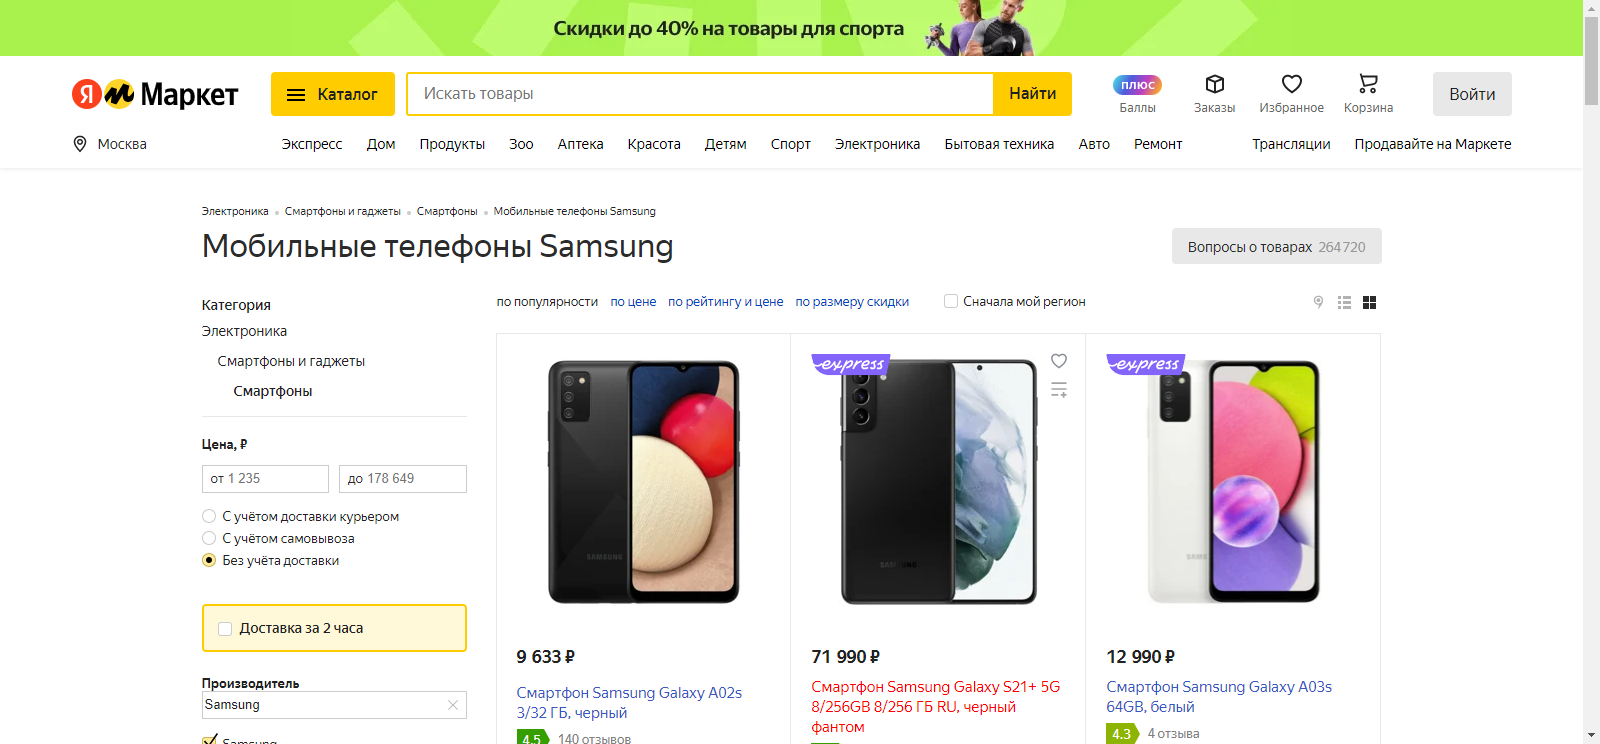 Скидки до 40% на товары для спорта
Я Маркет
Каталог
Искать товары
Найти
плюс
Баллы
Заказы
Избранное
Корзина
Войти
Москва
Экспресс Дом Продукты Зоо Аптека Красота Детям Спорт Электроника Бытовая техника Авто Ремонт Трансляции Продавайте на Маркете
Электроника Смартфоны и гаджеты Смартфоны Мобильные телефоны Samsung
Мобильные телефоны Samsung
Вопросы о товарах 264720
Категория
Электроника
Смартфоны и гаджеты
Смартфоны
Цена, ₽
от 1 235
до 178 649
С учётом доставки курьером
С учётом самовывоза
Без учёта доставки
Доставка за 2 часа
Производитель
Samsung
Samsung
по популярности по цене по рейтингу и цене по размеру скидки Сначала мой регион
SAMSUNG
9 633 ₽
Смартфон Samsung Galaxy A02s
3/32 ГБ, черный
4.5 140 отзывов
express
SAMSUNG
71 990 ₽
Смартфон Samsung Galaxy S21+ 5G
8/256GB 8/256 ГБ RU, черный
фантом
express
SAMS
12 990 ₽
Смартфон Samsung Galaxy A03s
64GB, белый
4.3 4 отзыва